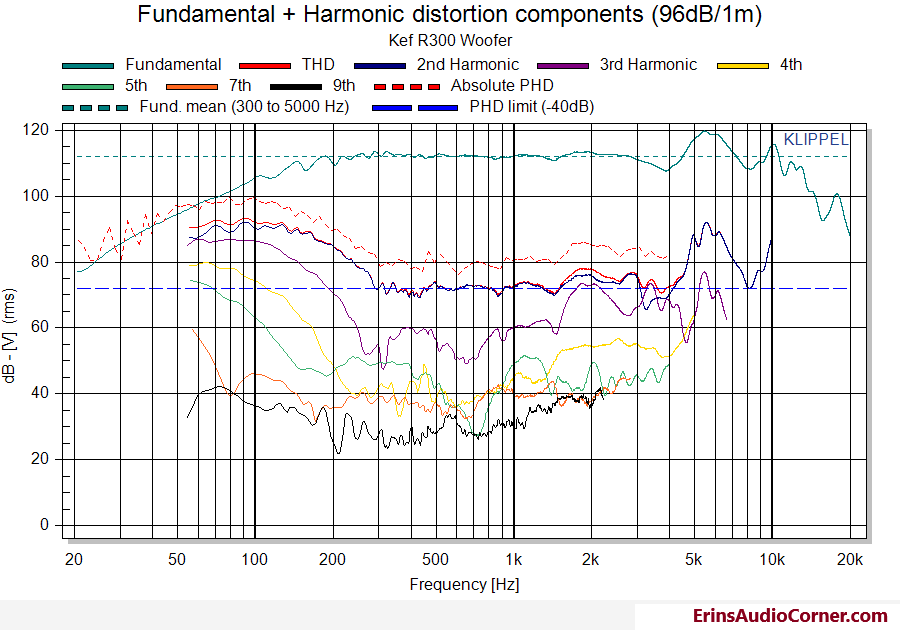 Fundamental + Harmonic distortion components (96dB/1m)
Kef R300 Woofer
Fundamental THD 2nd Harmonic 3rd Harmonic 4th
5th 7th 9th Absolute PHD
Fund. mean (300 to 5000 Hz) PHD limit (-40dB)
KLIPPEL
120
100
80
60
40
20
0
dB - [V] (rms)
20 50 100 200 500 1k 2k 5k 10k 20k
Frequency [Hz]
ErinsAudioCorner.com